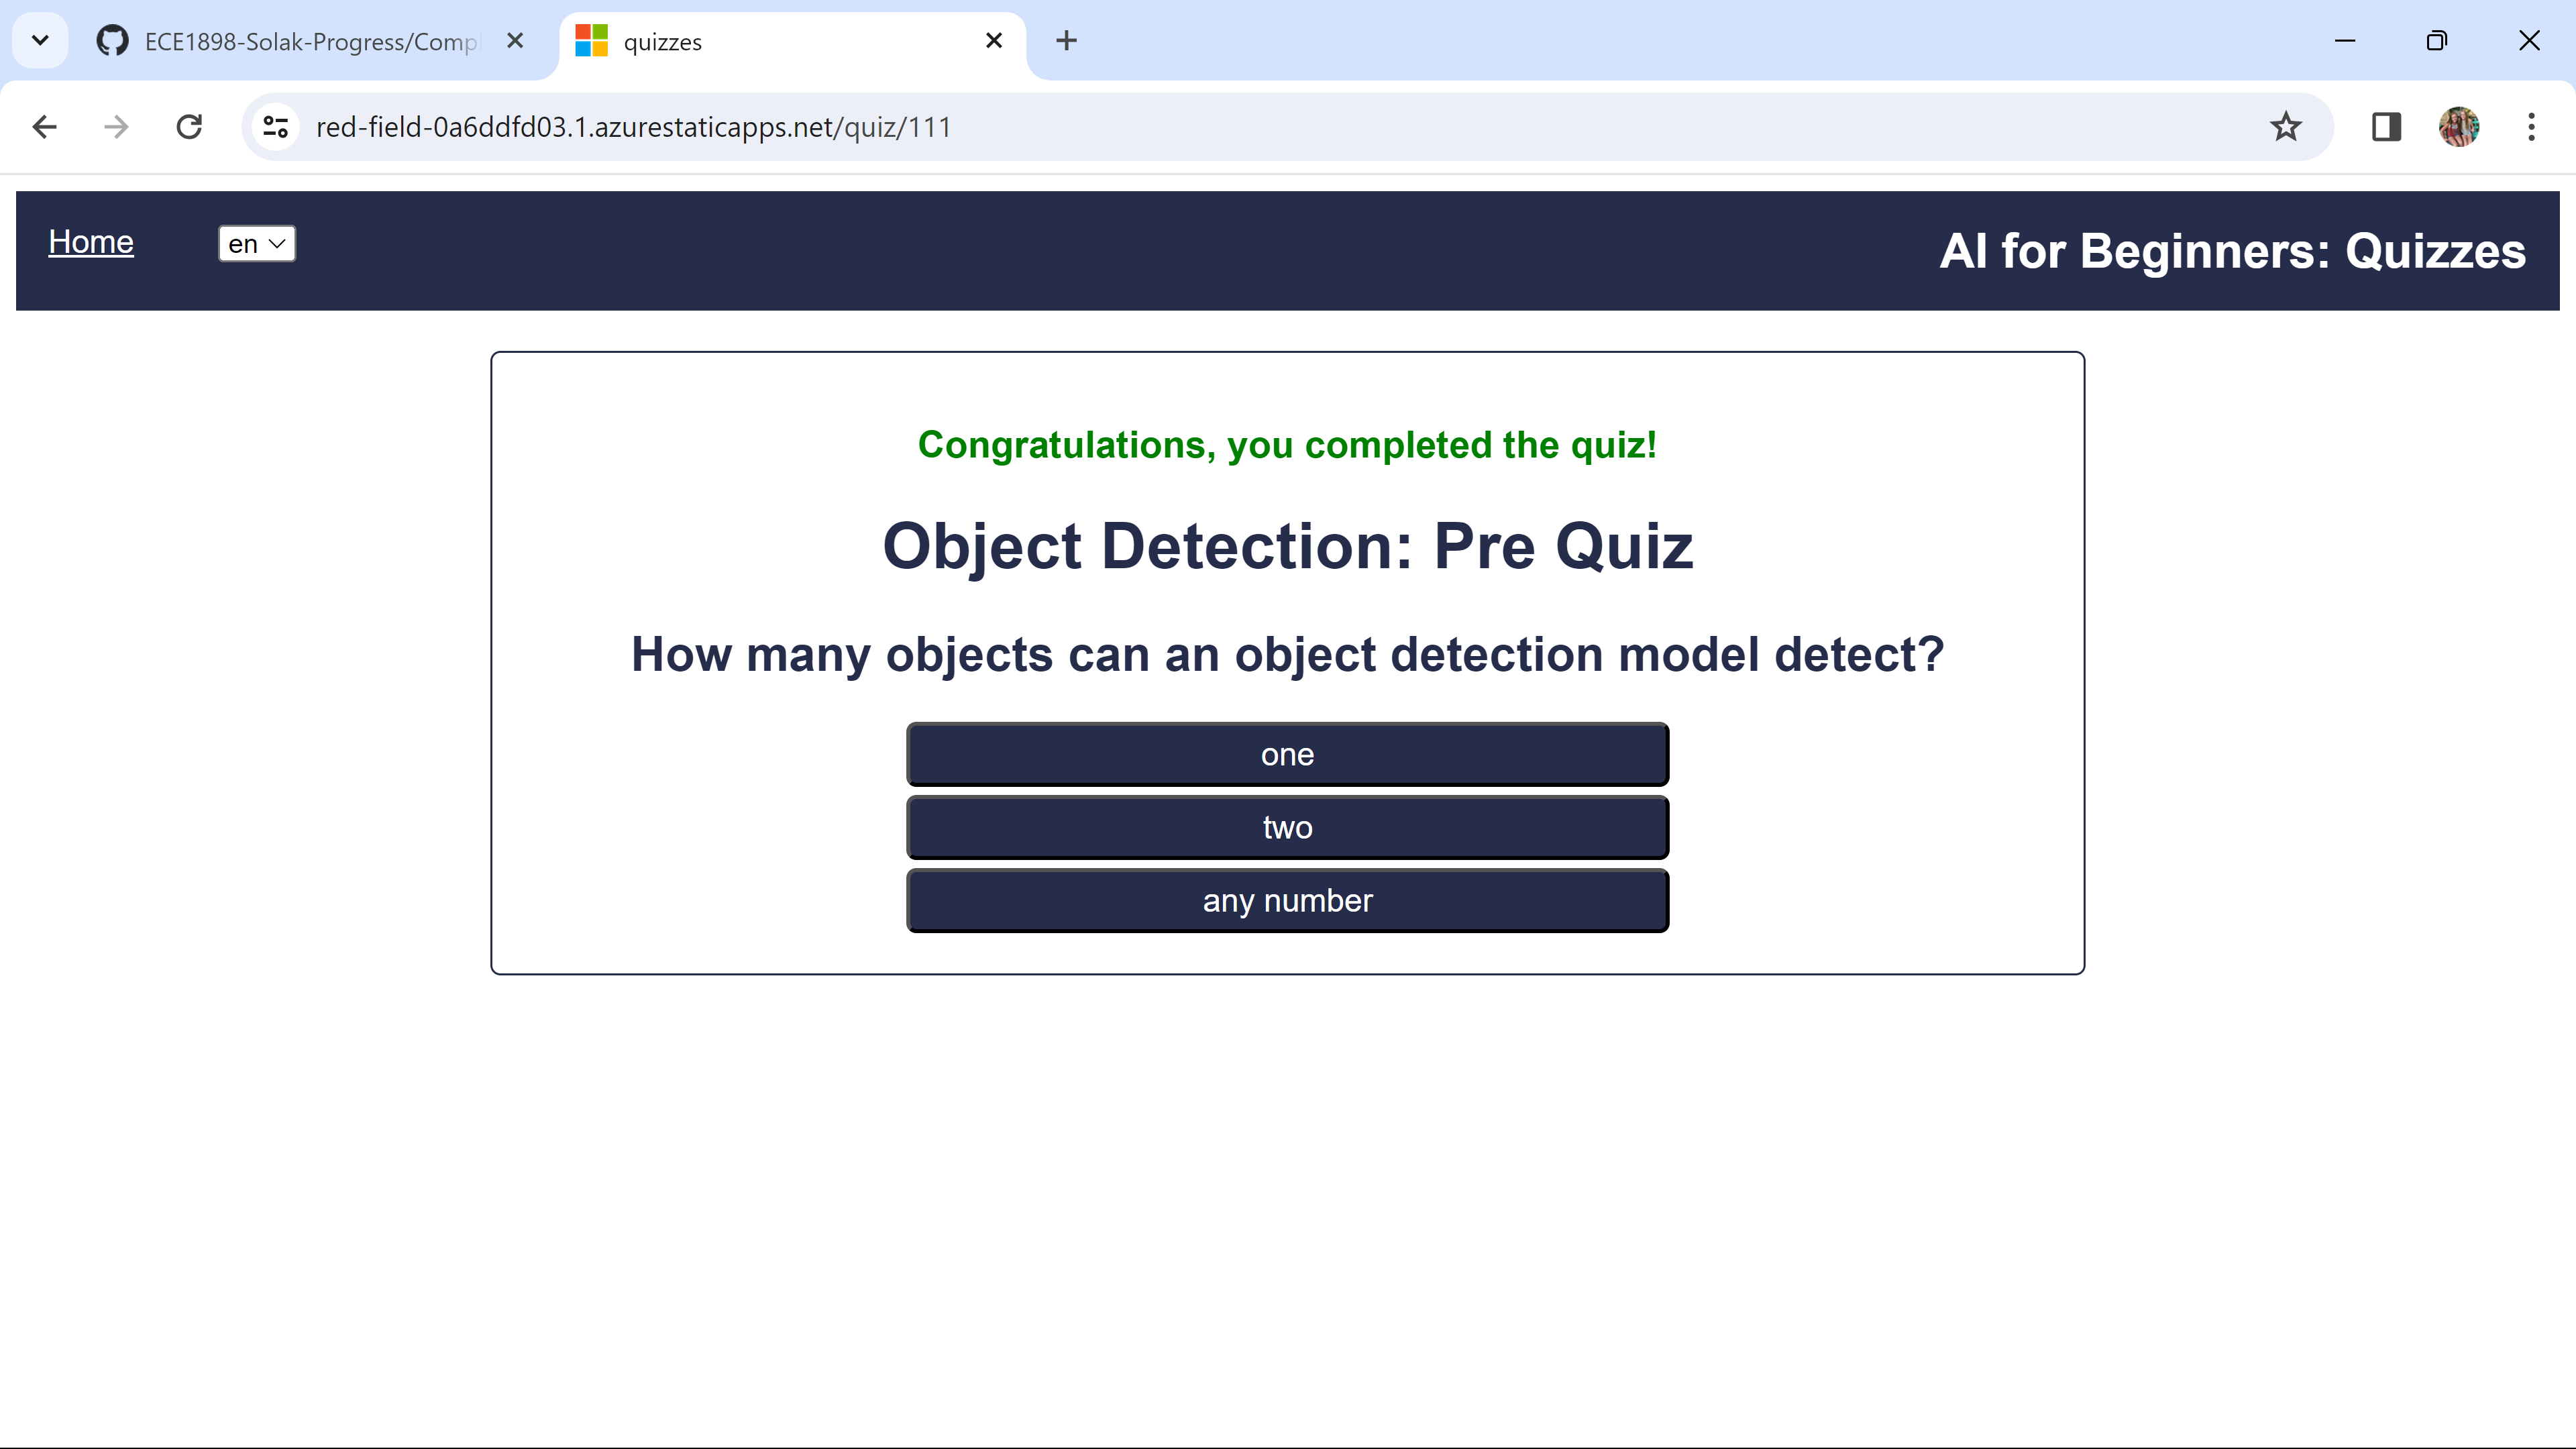 ECE1898-Solak-Progress/Comp
quizzes
red-field-0a6ddfd03.1.azurestaticapps.net/quiz/111
Home
en
AI for Beginners: Quizzes
Congratulations, you completed the quiz!
Object Detection: Pre Quiz
How many objects can an object detection model detect?
one
two
any number